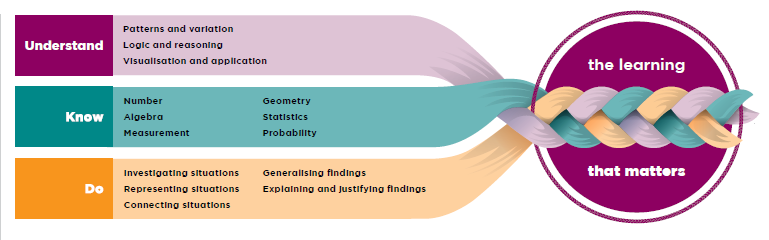 Understand
Patterns and variation
Logic and reasoning
Visualisation and application
Know
Number
Algebra
Measurement
Geometry
Statistics
Probability
Do
Investigating situations
Representing situations
Connecting situations
Generalising findings
Explaining and justifying findings
the learning
that matters